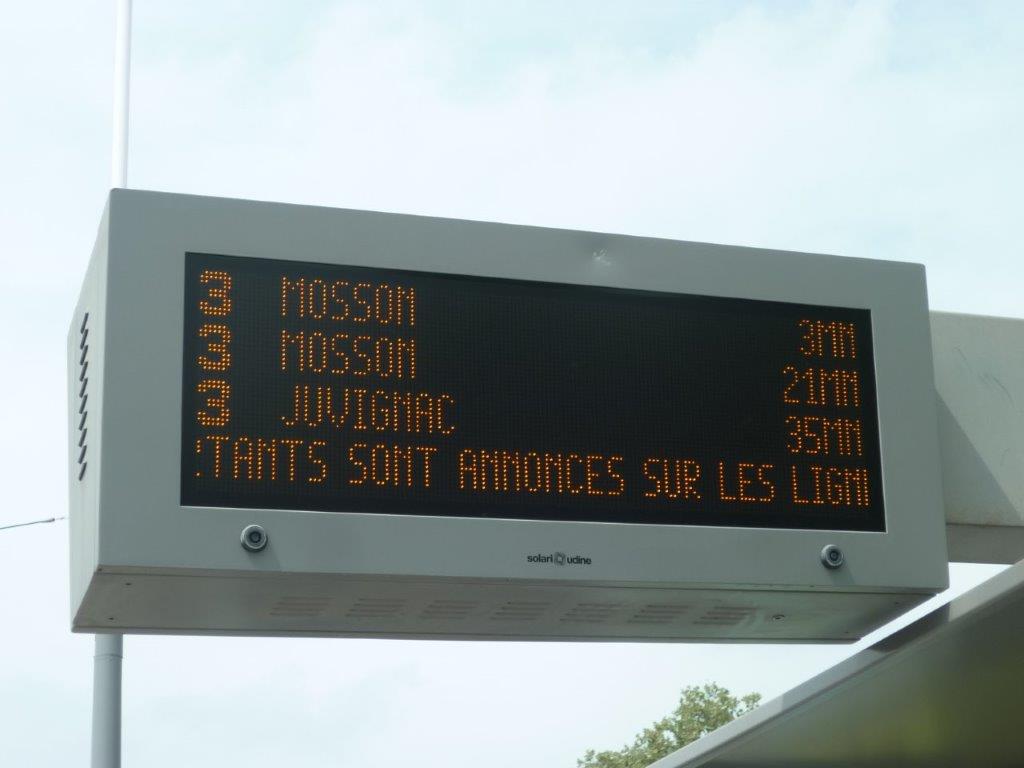 3 MOSSON 3MN
3 MOSSON 21MN
3 JUVIGNAC 35MN
TANTS SONT ANNONCES SUR LES LIGN
solari udine